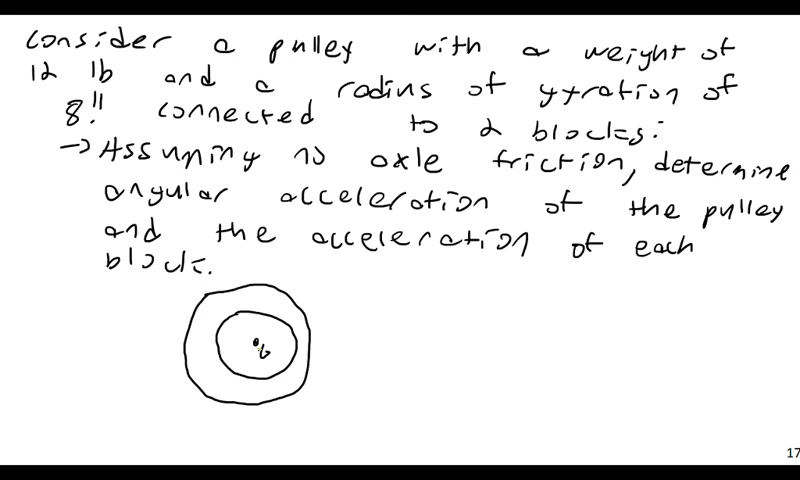 consider a pulley with a weight of
12 lb and a radius of gyration of
8" connected to 2 blocks:
→ Assuming no axle friction, determine
angular acceleration of the pulley
and the acceleration of each
block.
G
17